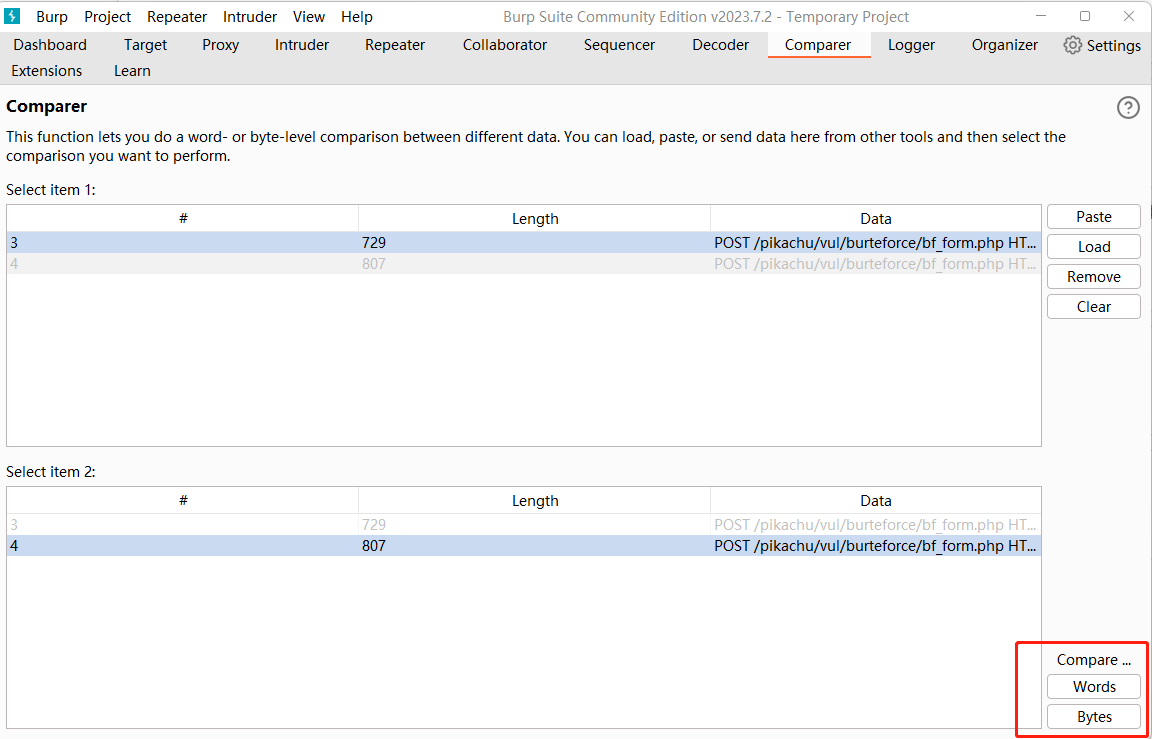 Burp Project Repeater Intruder View Help Burp Suite Community Edition v2023.7.2 - Temporary Project
Dashboard Target Proxy Intruder Repeater Collaborator Sequencer Decoder Comparer Logger Organizer Settings
Extensions Learn
Comparer
This function lets you do a word- or byte-level comparison between different data. You can load, paste, or send data here from other tools and then select the
comparison you want to perform.
Select item 1:
# Length Data
3 729 POST /pikachu/vul/burteforce/bf_form.php HT...
4 807 POST /pikachu/vul/burteforce/bf_form.php HT...
Paste
Load
Remove
Clear
Select item 2:
# Length Data
3 729 POST /pikachu/vul/burteforce/bf_form.php HT...
4 807 POST /pikachu/vul/burteforce/bf_form.php HT...
Compare ...
Words
Bytes